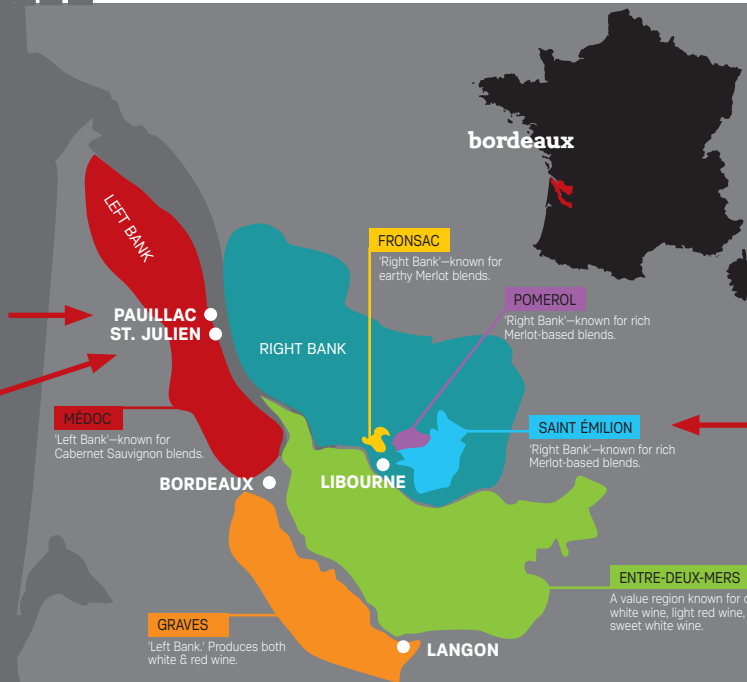 bordeaux
LEFT BANK
FRONSAC
'Right Bank'—known for
earthy Merlot blends.
POMEROL
'Right Bank'—known for rich
Merlot-based blends.
PAUILLAC
ST. JULIEN
RIGHT BANK
MÉDOC
'Left Bank'—known for
Cabernet Sauvignon blends.
SAINT ÉMILION
'Right Bank'—known for rich
Merlot-based blends.
BORDEAUX
LIBOURNE
ENTRE-DEUX-MERS
A value region known for
white wine, light red wine,
sweet white wine.
GRAVES
'Left Bank.' Produces both
white & red wine.
LANGON